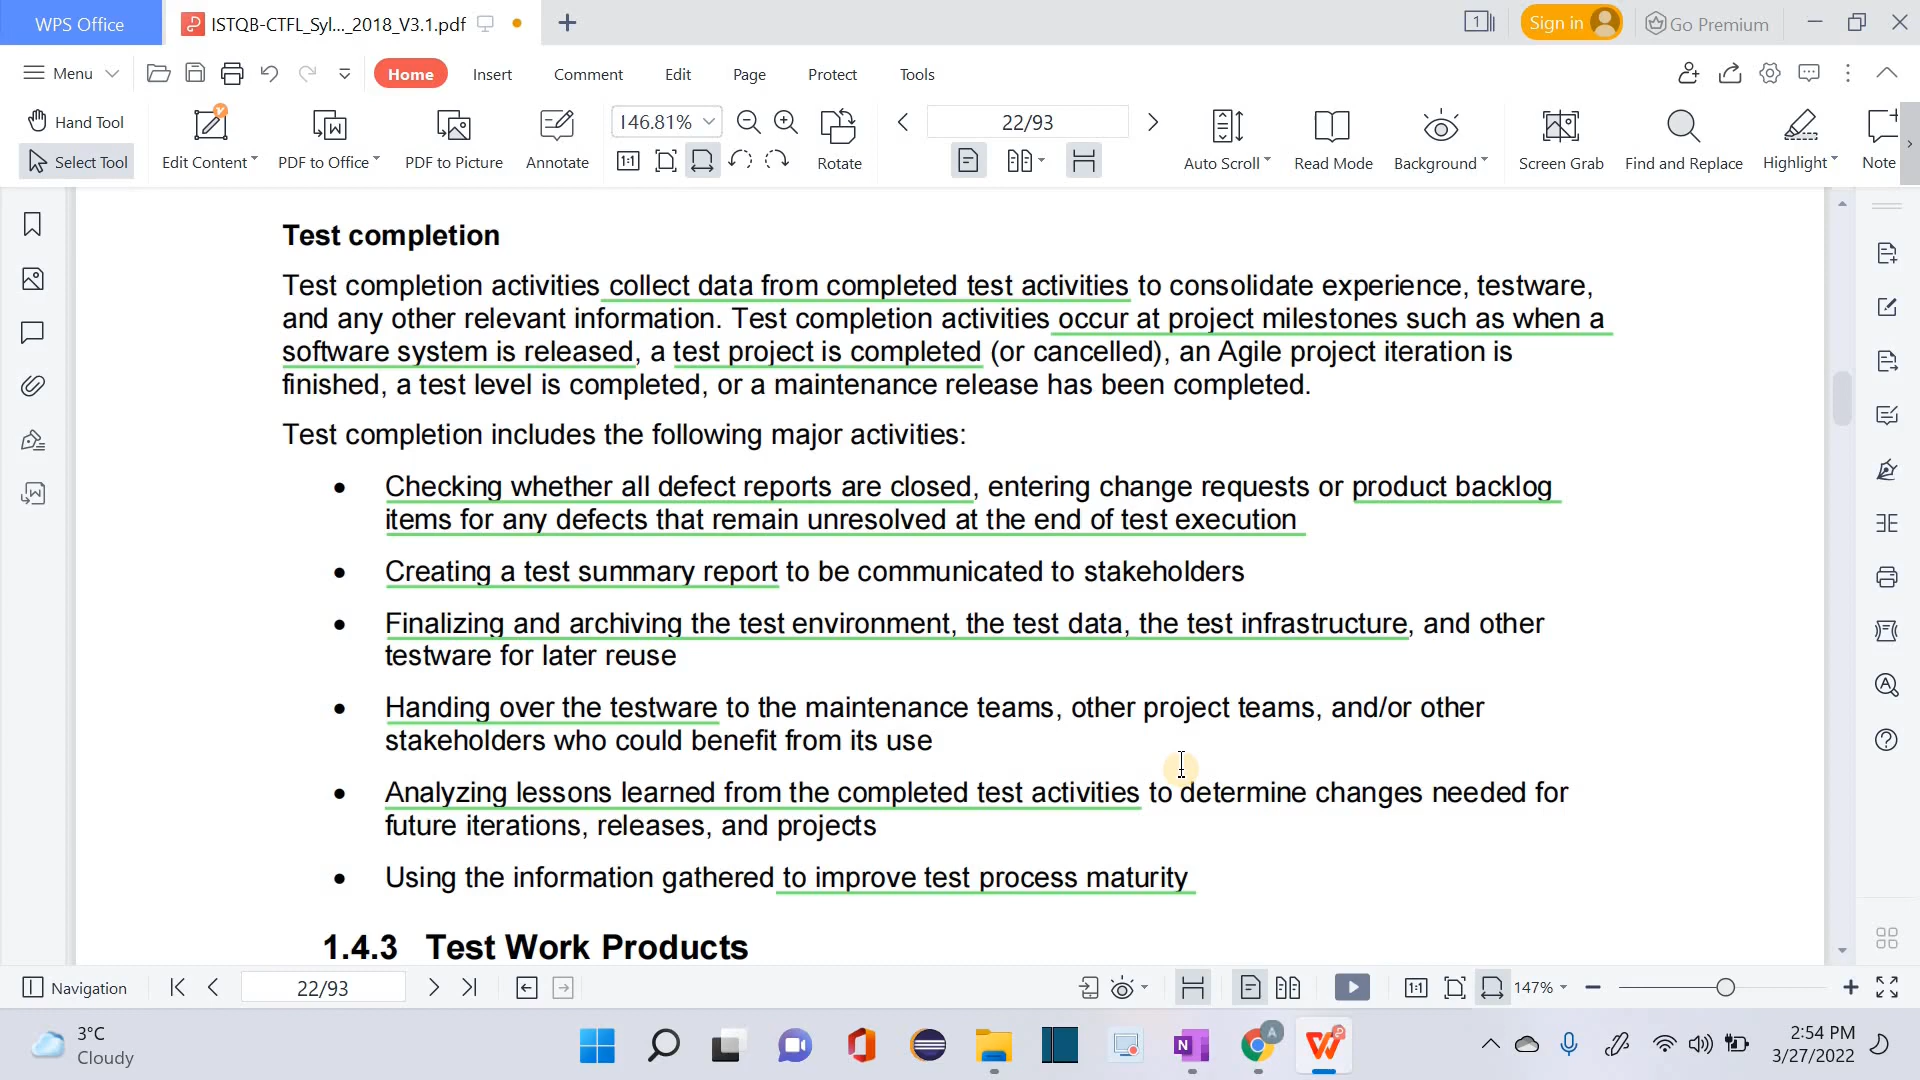 WPS Office
ISTQB-CTFL_Syl..._2018_V3.1.pdf
1
Sign in
Go Premium
Menu
Home
Insert
Comment
Edit
Page
Protect
Tools
Hand Tool
Select Tool
Edit Content
PDF to Office
PDF to Picture
Annotate
146.81%
1:1
Rotate
22/93
Auto Scroll
Read Mode
Background
Screen Grab
Find and Replace
Highlight
Note
Test completion
Test completion activities collect data from completed test activities to consolidate experience, testware,
and any other relevant information. Test completion activities occur at project milestones such as when a
software system is released, a test project is completed (or cancelled), an Agile project iteration is
finished, a test level is completed, or a maintenance release has been completed.
Test completion includes the following major activities:
• Checking whether all defect reports are closed, entering change requests or product backlog
items for any defects that remain unresolved at the end of test execution
• Creating a test summary report to be communicated to stakeholders
• Finalizing and archiving the test environment, the test data, the test infrastructure, and other
testware for later reuse
• Handing over the testware to the maintenance teams, other project teams, and/or other
stakeholders who could benefit from its use
• Analyzing lessons learned from the completed test activities to determine changes needed for
future iterations, releases, and projects
• Using the information gathered to improve test process maturity
1.4.3 Test Work Products
Navigation
22/93
1:1
147%
3°C
Cloudy
N
A
2:54 PM
3/27/2022